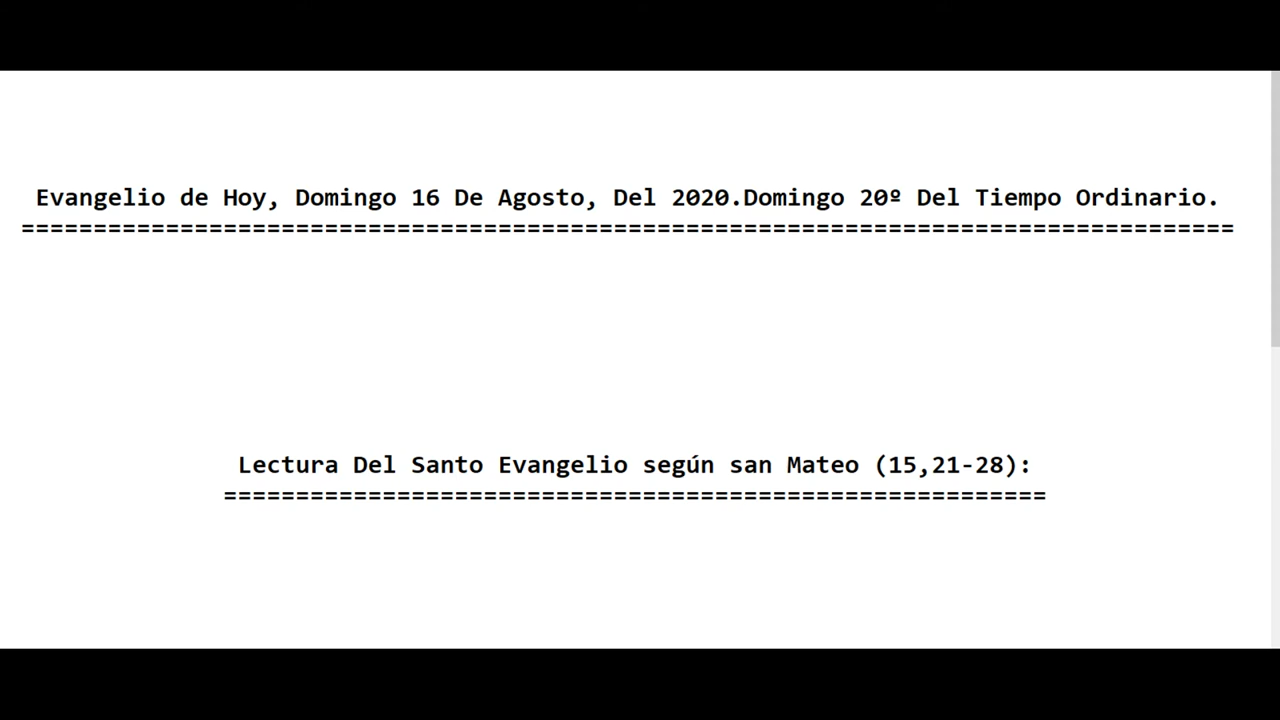 Evangelio de Hoy, Domingo 16 De Agosto, Del 2020.Domingo 20º Del Tiempo Ordinario.
====================================================================================
Lectura Del Santo Evangelio según san Mateo (15,21-28):
=========================================================